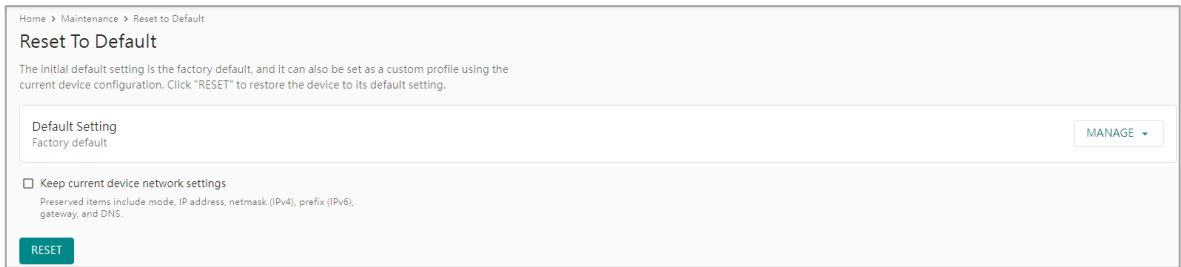 Home > Maintenance > Reset to Default
Reset To Default
The initial default setting is the factory default, and it can also be set as a custom profile using the
current device configuration. Click "RESET" to restore the device to its default setting.
Default Setting
Factory default
MANAGE
Keep current device network settings
Preserved items include mode, IP address, netmask (IPv4), prefix (IPv6),
gateway, and DNS.
RESET